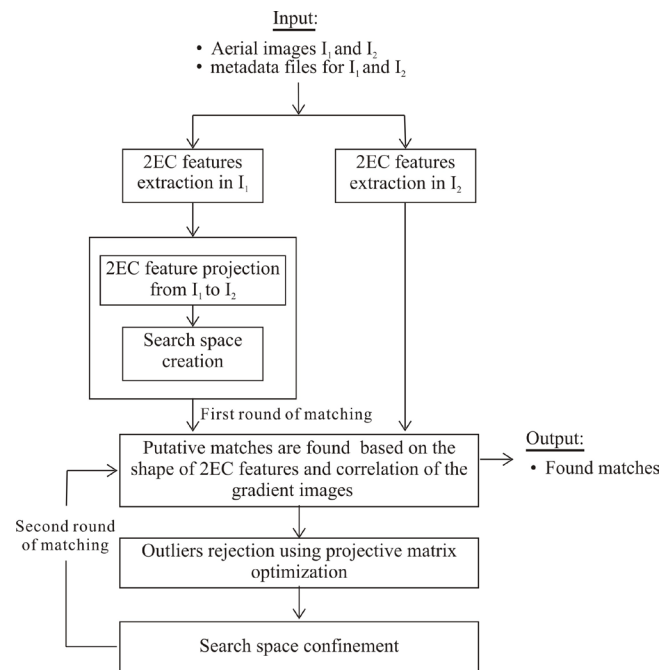 Input:
• Aerial images I1 and I2
• metadata files for I1 and I2
2EC features
extraction in I1
2EC features
extraction in I2
2EC feature projection
from I1 to I2
Search space
creation
First round of matching
Putative matches are found based on the
shape of 2EC features and correlation of the
gradient images
Output:
• Found matches
Second round
of matching
Outliers rejection using projective matrix
optimization
Search space confinement